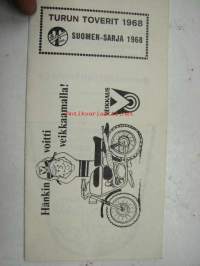 TURUN TOVERIT 1968
SUOMEN-SARJA 1968
Hänkin voitti
veikkaamalla!
VEIKKAUS